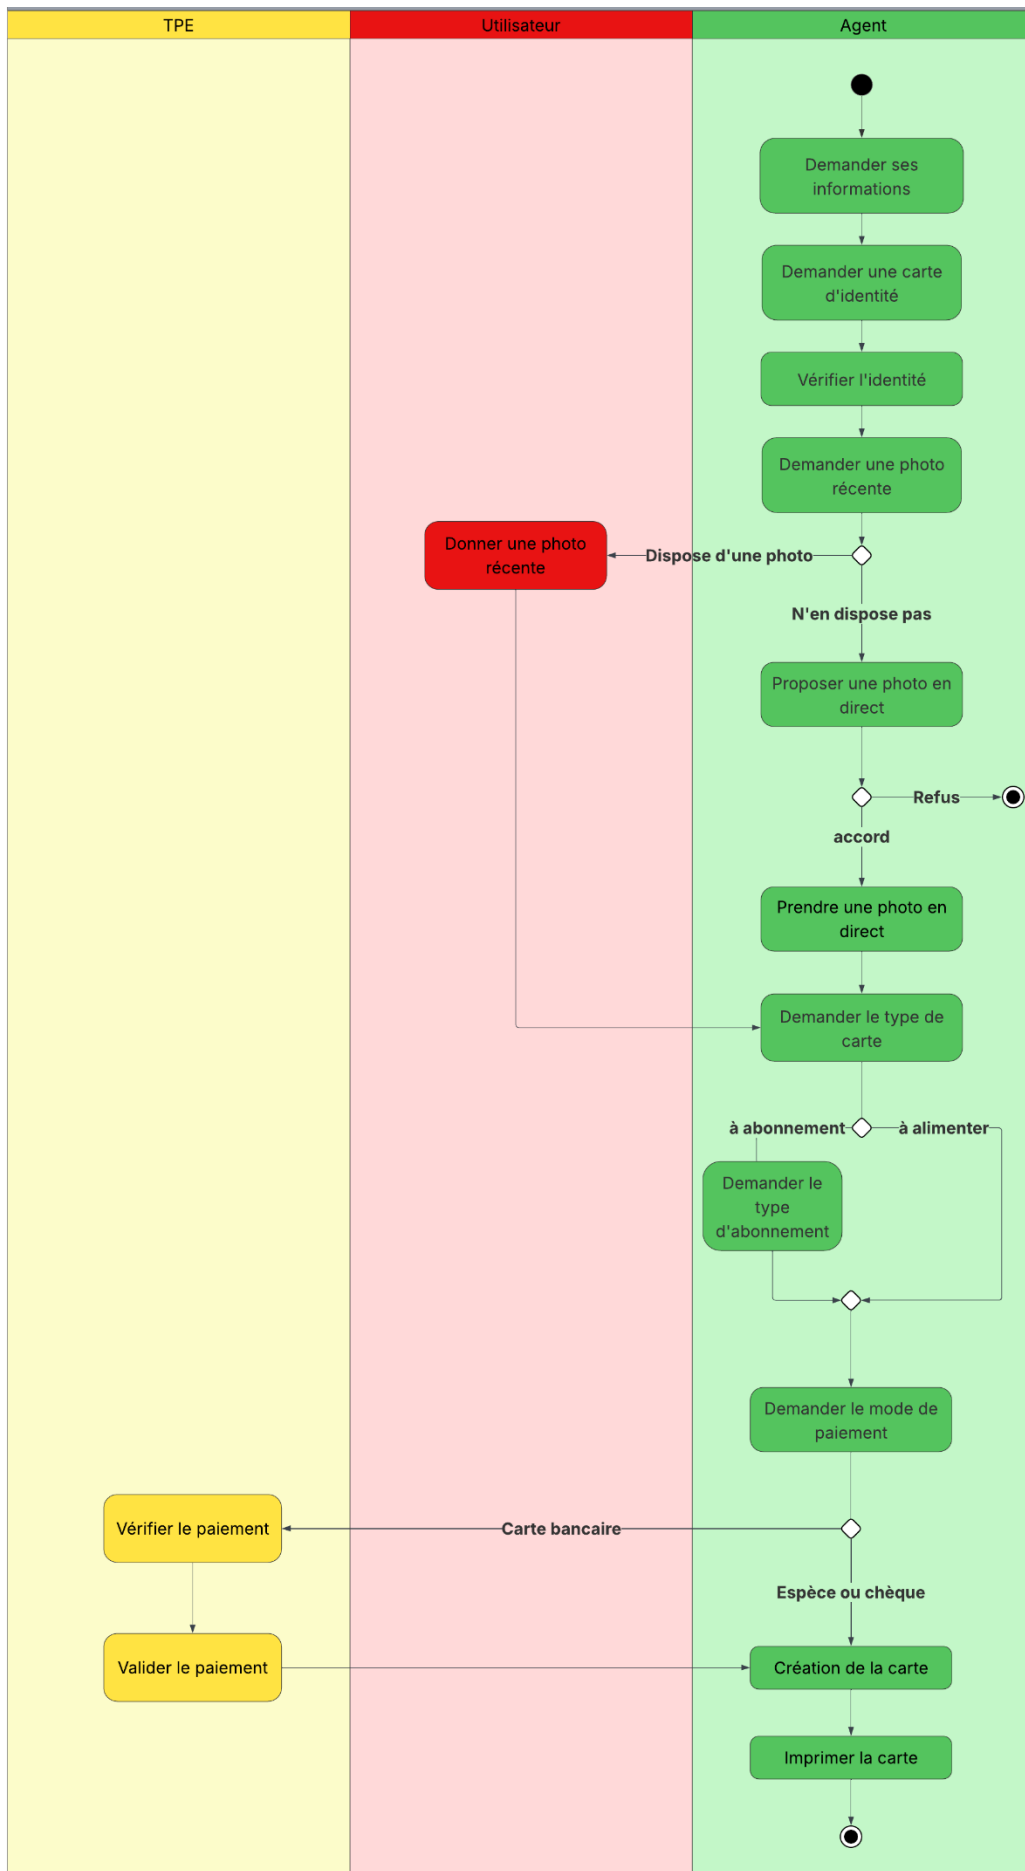 TPE
Utilisateur
Agent
Demander ses
informations
Demander une carte
d'identité
Vérifier l'identité
Demander une photo
récente
Donner une photo
récente
Dispose d'une photo
N'en dispose pas
Proposer une photo en
direct
Refus
accord
Prendre une photo en
direct
Demander le type de
carte
à abonnement
à alimenter
Demander le
type
d'abonnement
Demander le mode de
paiement
Vérifier le paiement
Carte bancaire
Espèce ou chèque
Valider le paiement
Création de la carte
Imprimer la carte